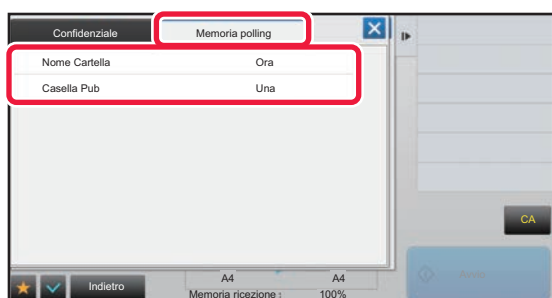 Confidenziale Memoria polling
Nome Cartella Ora
Casella Pub Una
CA
A4 A4
Indietro
Memoria ricezione : 100%